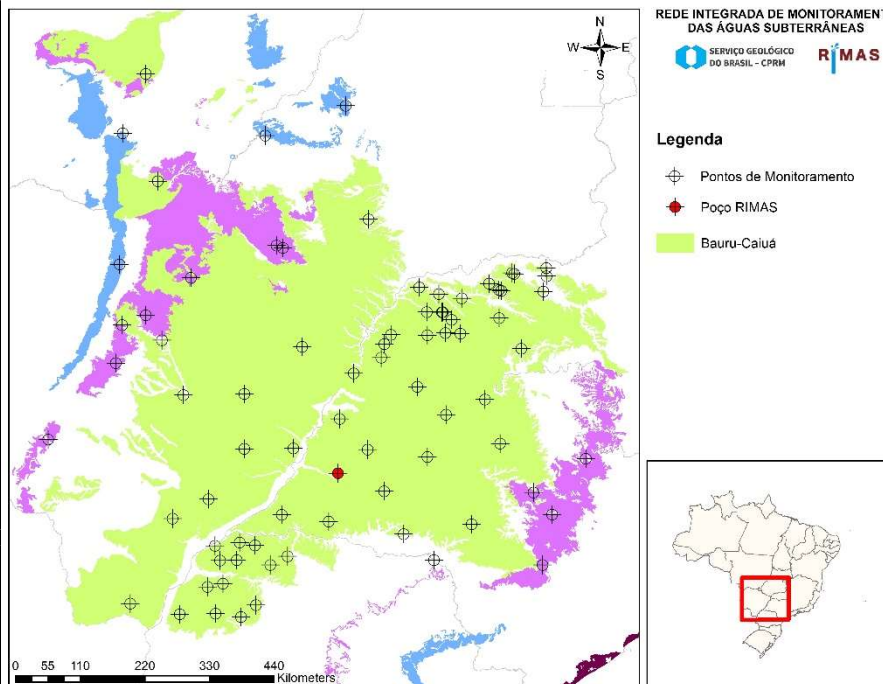 REDE INTEGRADA DE MONITORAMENT
DAS ÁGUAS SUBTERRÂNEAS
SERVIÇO GEOLÓGICO
DO BRASIL – CPRM
RIMAS
N
W E
S
Legenda
Pontos de Monitoramento
Poço RIMAS
Bauru-Caiuá
0 55 110 220 330 440
Kilometers